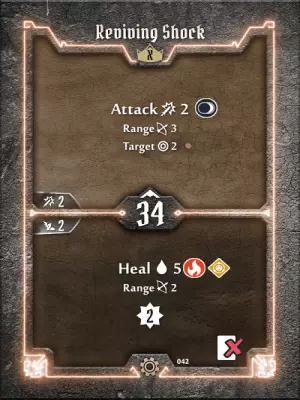 Reviving Shock
X
Attack 2
Range 3
Target 2
2
34
2
Heal 5
Range 2
2
042